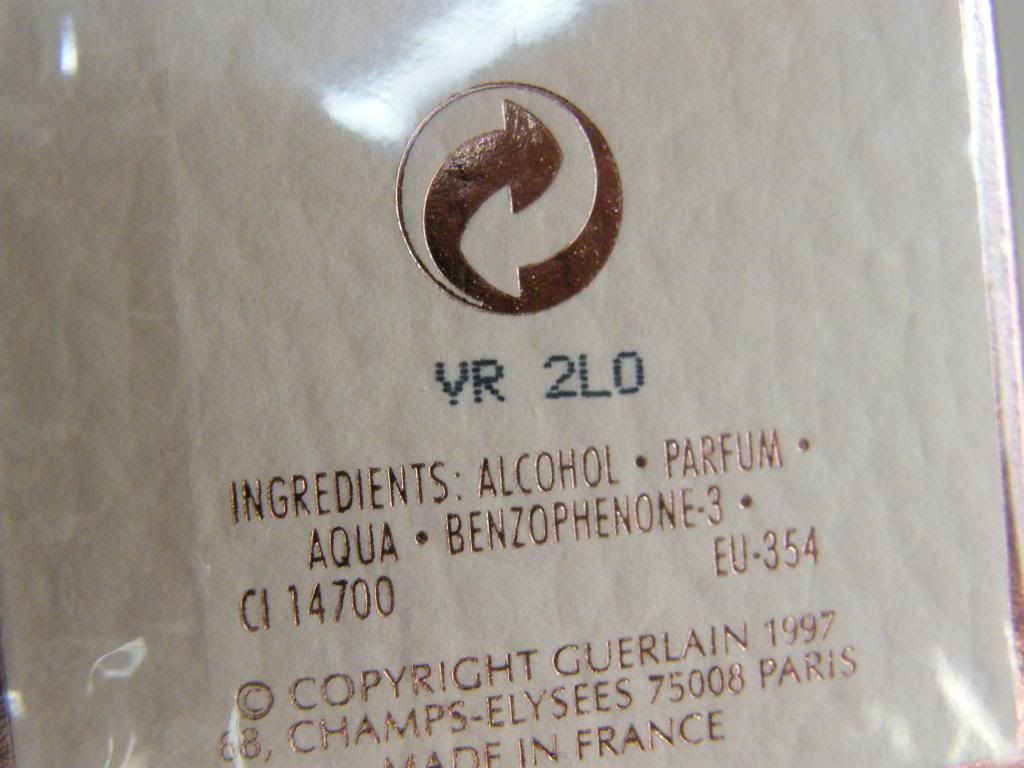 VR 2L0
INGREDIENTS: ALCOHOL • PARFUM •
AQUA • BENZOPHENONE-3 •
CI 14700 EU-354
© COPYRIGHT GUERLAIN 1997
68, CHAMPS-ELYSEES 75008 PARIS
MADE IN FRANCE